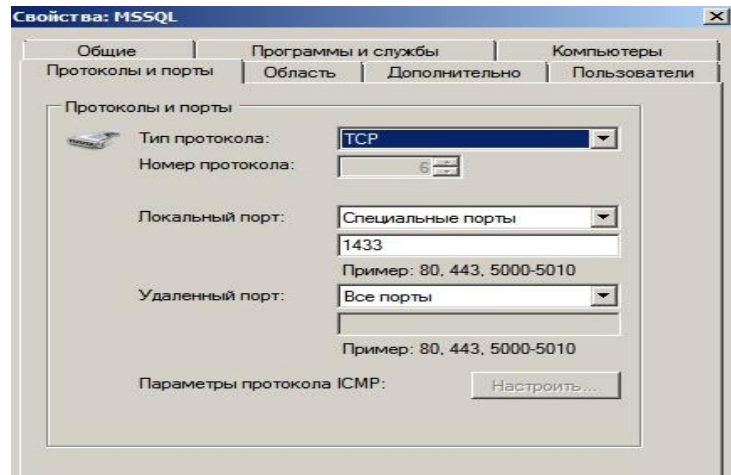 Свойства: MSSQL
Общие Программы и службы Компьютеры
Протоколы и порты Область Дополнительно Пользователи
Протоколы и порты
Тип протокола: TCP
Номер протокола: 6
Локальный порт: Специальные порты
1433
Пример: 80, 443, 5000-5010
Удаленный порт: Все порты
Пример: 80, 443, 5000-5010
Параметры протокола ICMP: Настроить...